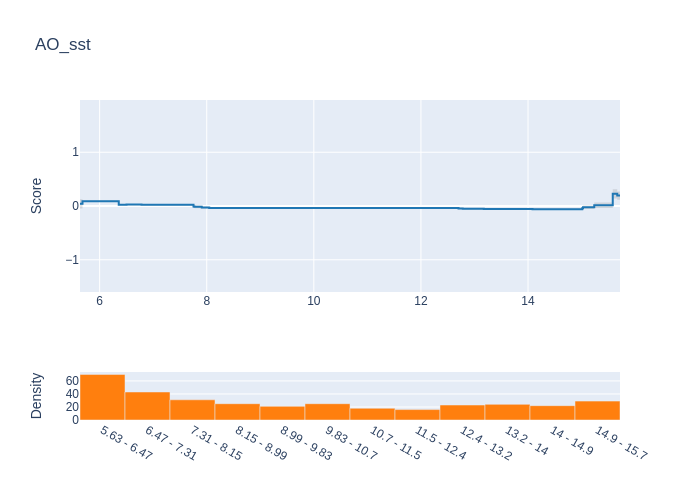 AO_sst
Score
1
0
−1
6
8
10
12
14
Density
60
40
20
0
5.63 - 6.47
6.47 - 7.31
7.31 - 8.15
8.15 - 8.99
8.99 - 9.83
9.83 - 10.7
10.7 - 11.5
11.5 - 12.4
12.4 - 13.2
13.2 - 14
14 - 14.9
14.9 - 15.7